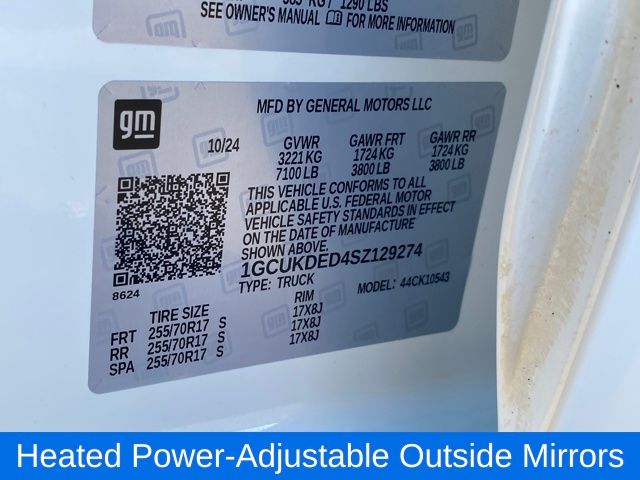 1290 LBS
SEE OWNER'S MANUAL FOR MORE INFORMATION
gm
MFD BY GENERAL MOTORS LLC
10/24 GVWR GAWR FRT GAWR RR
3221 KG 1724 KG 1724 KG
7100 LB 3800 LB 3800 LB
THIS VEHICLE CONFORMS TO ALL
APPLICABLE U.S. FEDERAL MOTOR
VEHICLE SAFETY STANDARDS IN EFFECT
ON THE DATE OF MANUFACTURE
SHOWN ABOVE.
1GCUKDED4SZ129274
TYPE: TRUCK MODEL: 44CK10543
8624
TIRE SIZE RIM
FRT 255/70R17 S 17X8J
RR 255/70R17 S 17X8J
SPA 255/70R17 S 17X8J
Heated Power-Adjustable Outside Mirrors